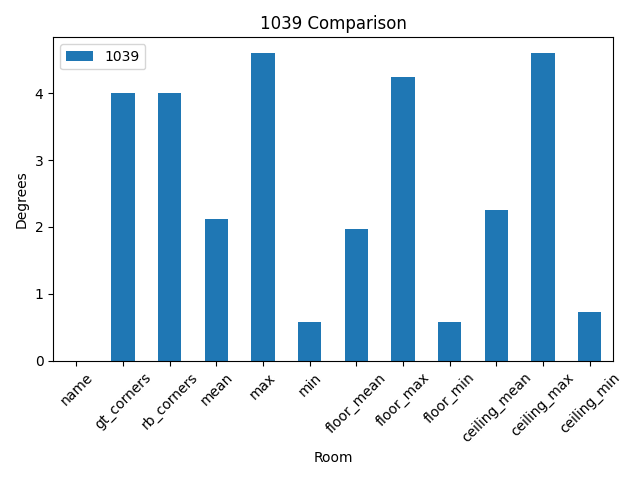 1039 Comparison
1039
Degrees
4
3
2
1
0
name
gt_corners
rb_corners
mean
max
min
floor_mean
floor_max
floor_min
ceiling_mean
ceiling_max
ceiling_min
Room